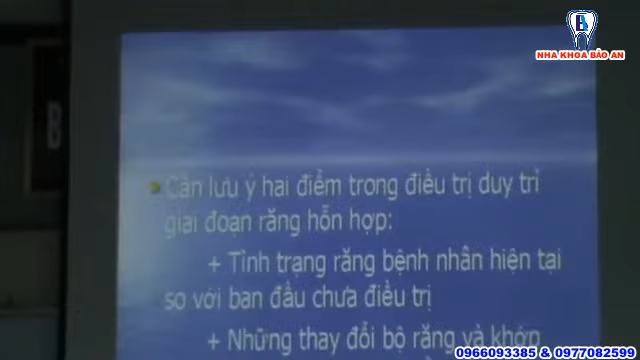 NHA KHOA BẢO AN
B
Cần lưu ý hai điểm trong điều trị duy trì
giai đoạn răng hỗn hợp:
+ Tình trạng răng bệnh nhân hiện tại
so với ban đầu chưa điều trị
+ Những thay đổi bộ răng và khớp
0966093385 & 0977082599